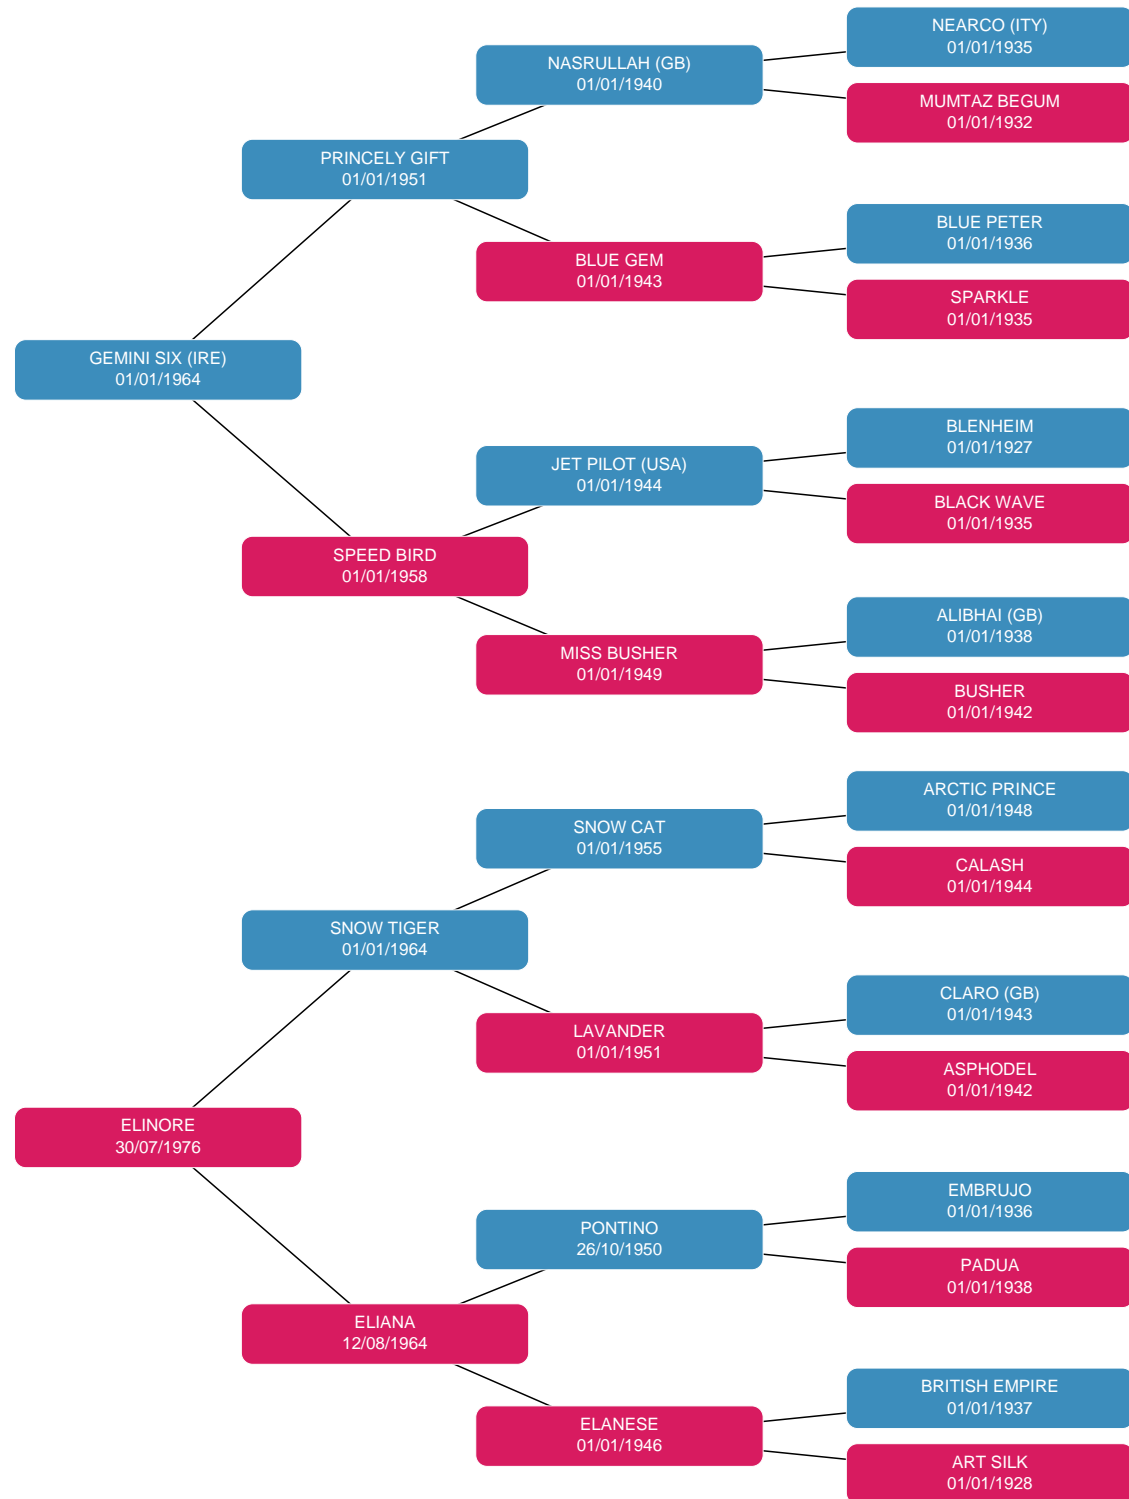 NEARCO (ITY)
01/01/1935
NASRULLAH (GB)
01/01/1940
MUMTAZ BEGUM
01/01/1932
PRINCELY GIFT
01/01/1951
BLUE PETER
01/01/1936
BLUE GEM
01/01/1943
SPARKLE
01/01/1935
GEMINI SIX (IRE)
01/01/1964
BLENHEIM
01/01/1927
JET PILOT (USA)
01/01/1944
BLACK WAVE
01/01/1935
SPEED BIRD
01/01/1958
ALIBHAI (GB)
01/01/1938
MISS BUSHER
01/01/1949
BUSHER
01/01/1942
ARCTIC PRINCE
01/01/1948
SNOW CAT
01/01/1955
CALASH
01/01/1944
SNOW TIGER
01/01/1964
CLARO (GB)
01/01/1943
LAVANDER
01/01/1951
ASPHODEL
01/01/1942
ELINORE
30/07/1976
EMBRUJO
01/01/1936
PONTINO
26/10/1950
PADUA
01/01/1938
ELIANA
12/08/1964
BRITISH EMPIRE
01/01/1937
ELANESE
01/01/1946
ART SILK
01/01/1928